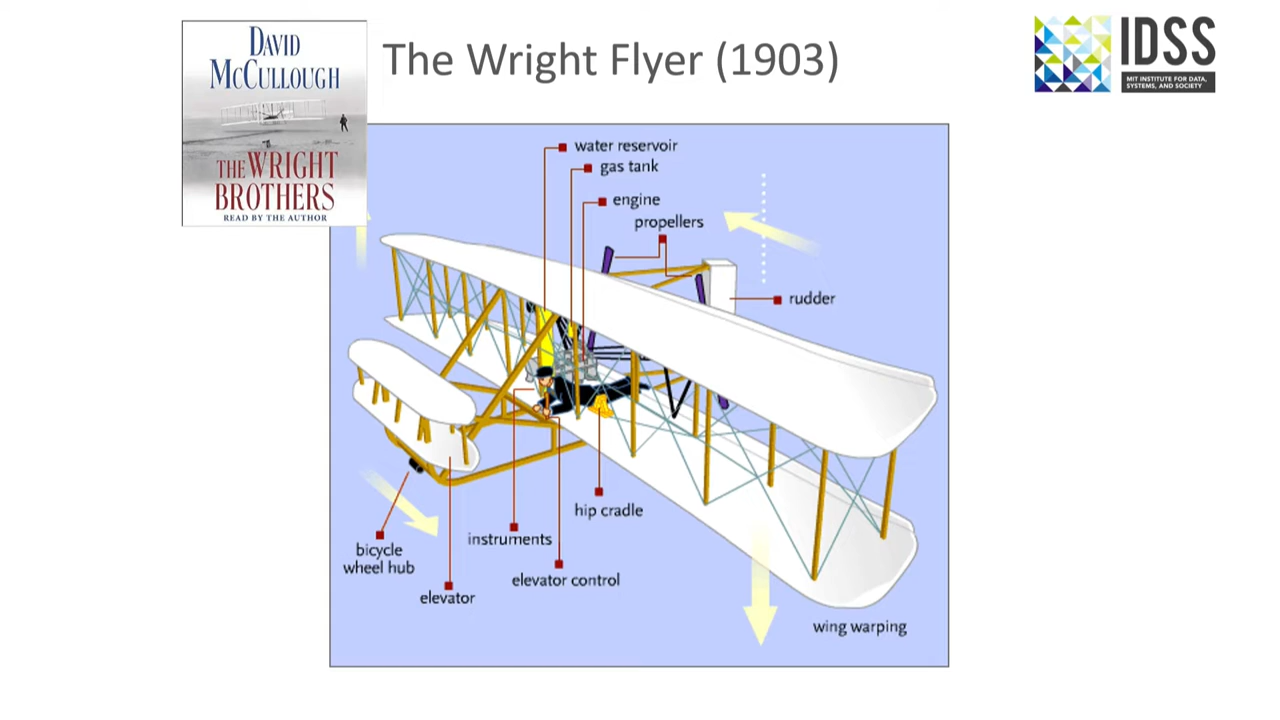 The Wright Flyer (1903)
DAVID
McCULLOUGH
THE WRIGHT
BROTHERS
READ BY THE AUTHOR
IDSS
MIT INSTITUTE FOR DATA,
SYSTEMS, AND SOCIETY
water reservoir
gas tank
engine
propellers
rudder
hip cradle
instruments
elevator control
bicycle
wheel hub
elevator
wing warping